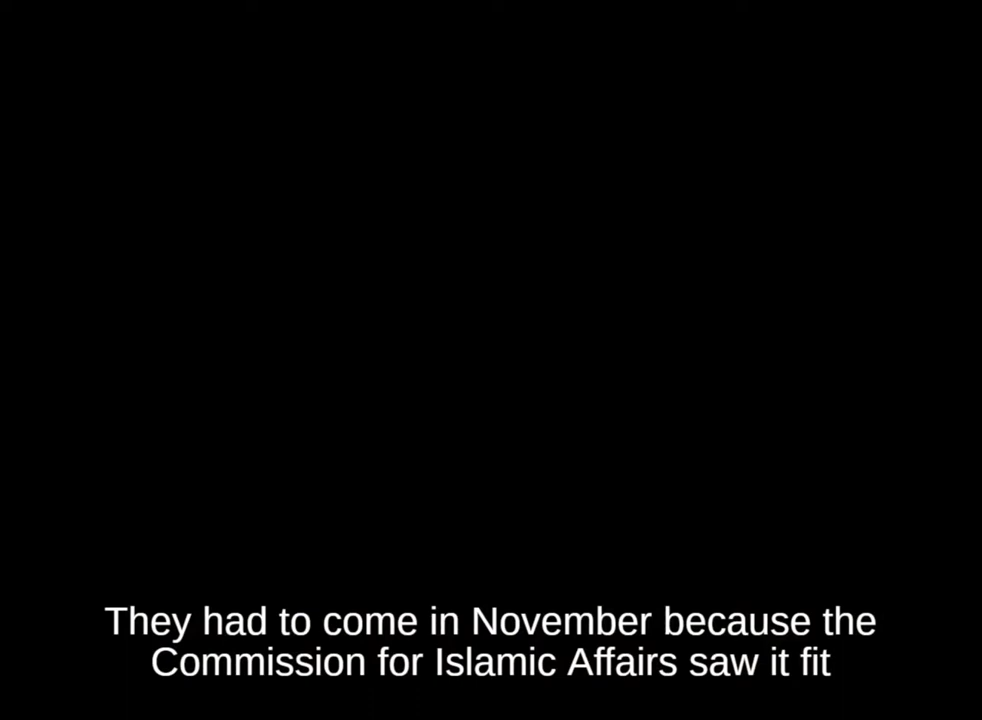 They had to come in November because the
Commission for Islamic Affairs saw it fit